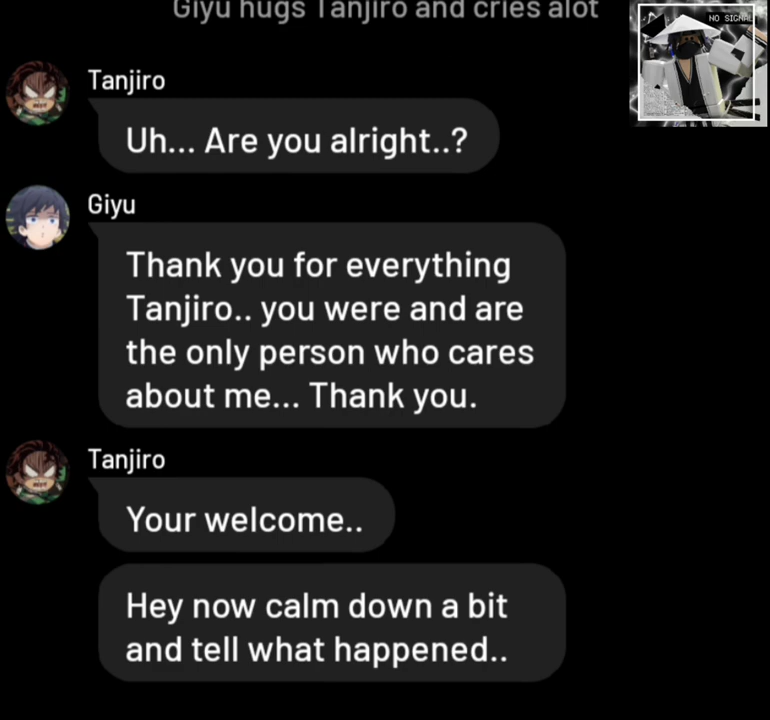 Giyu hugs Tanjiro and cries alot
NO SIGNAL
Tanjiro
Uh... Are you alright..?
Giyu
Thank you for everything
Tanjiro.. you were and are
the only person who cares
about me... Thank you.
Tanjiro
Your welcome..
Hey now calm down a bit
and tell what happened..